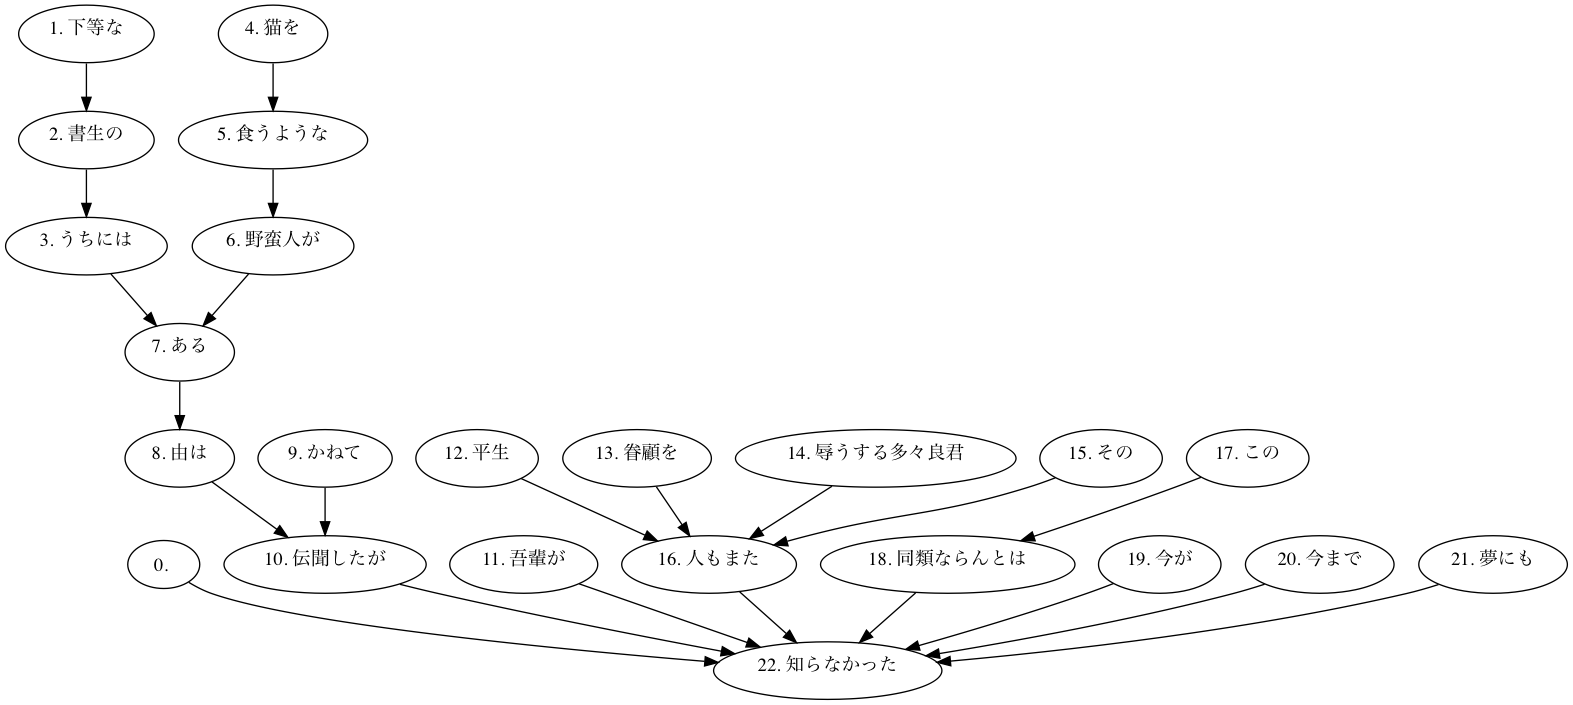 1. 下等な
4. 猫を
2. 書生の
5. 食うような
3. うちには
6. 野蛮人が
7. ある
8. 由は
9. かねて
12. 平生
13. 眷顧を
14. 辱うする多々良君
15. その
17. この
0.
10. 伝聞したが
11. 吾輩が
16. 人もまた
18. 同類ならんとは
19. 今が
20. 今まで
21. 夢にも
22. 知らなかった